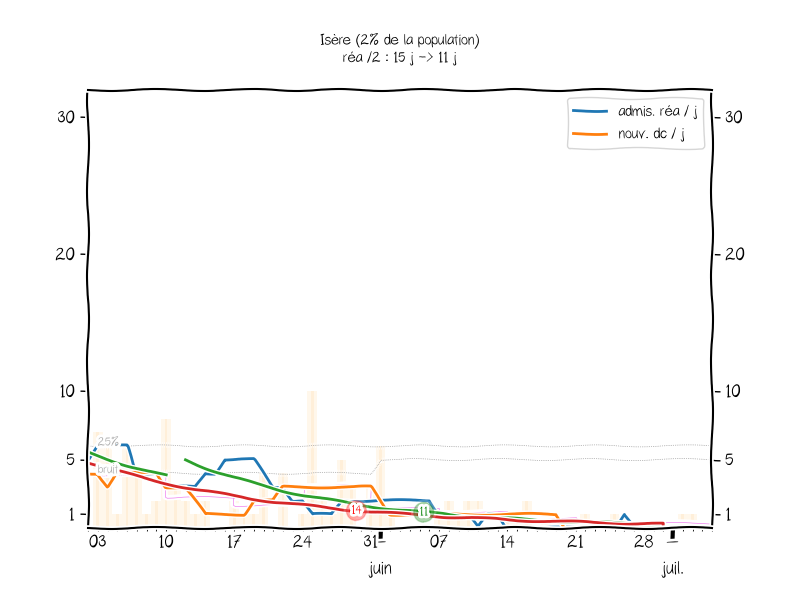 Isère (2% de la population)
réa /2 : 15 j -> 11 j
admis. réa / j
nouv. dc / j
30
30
20
20
10
10
5
5
1
1
25%
bruit
14
11
03 10 17 24 31 07 14 21 28
juin juil.